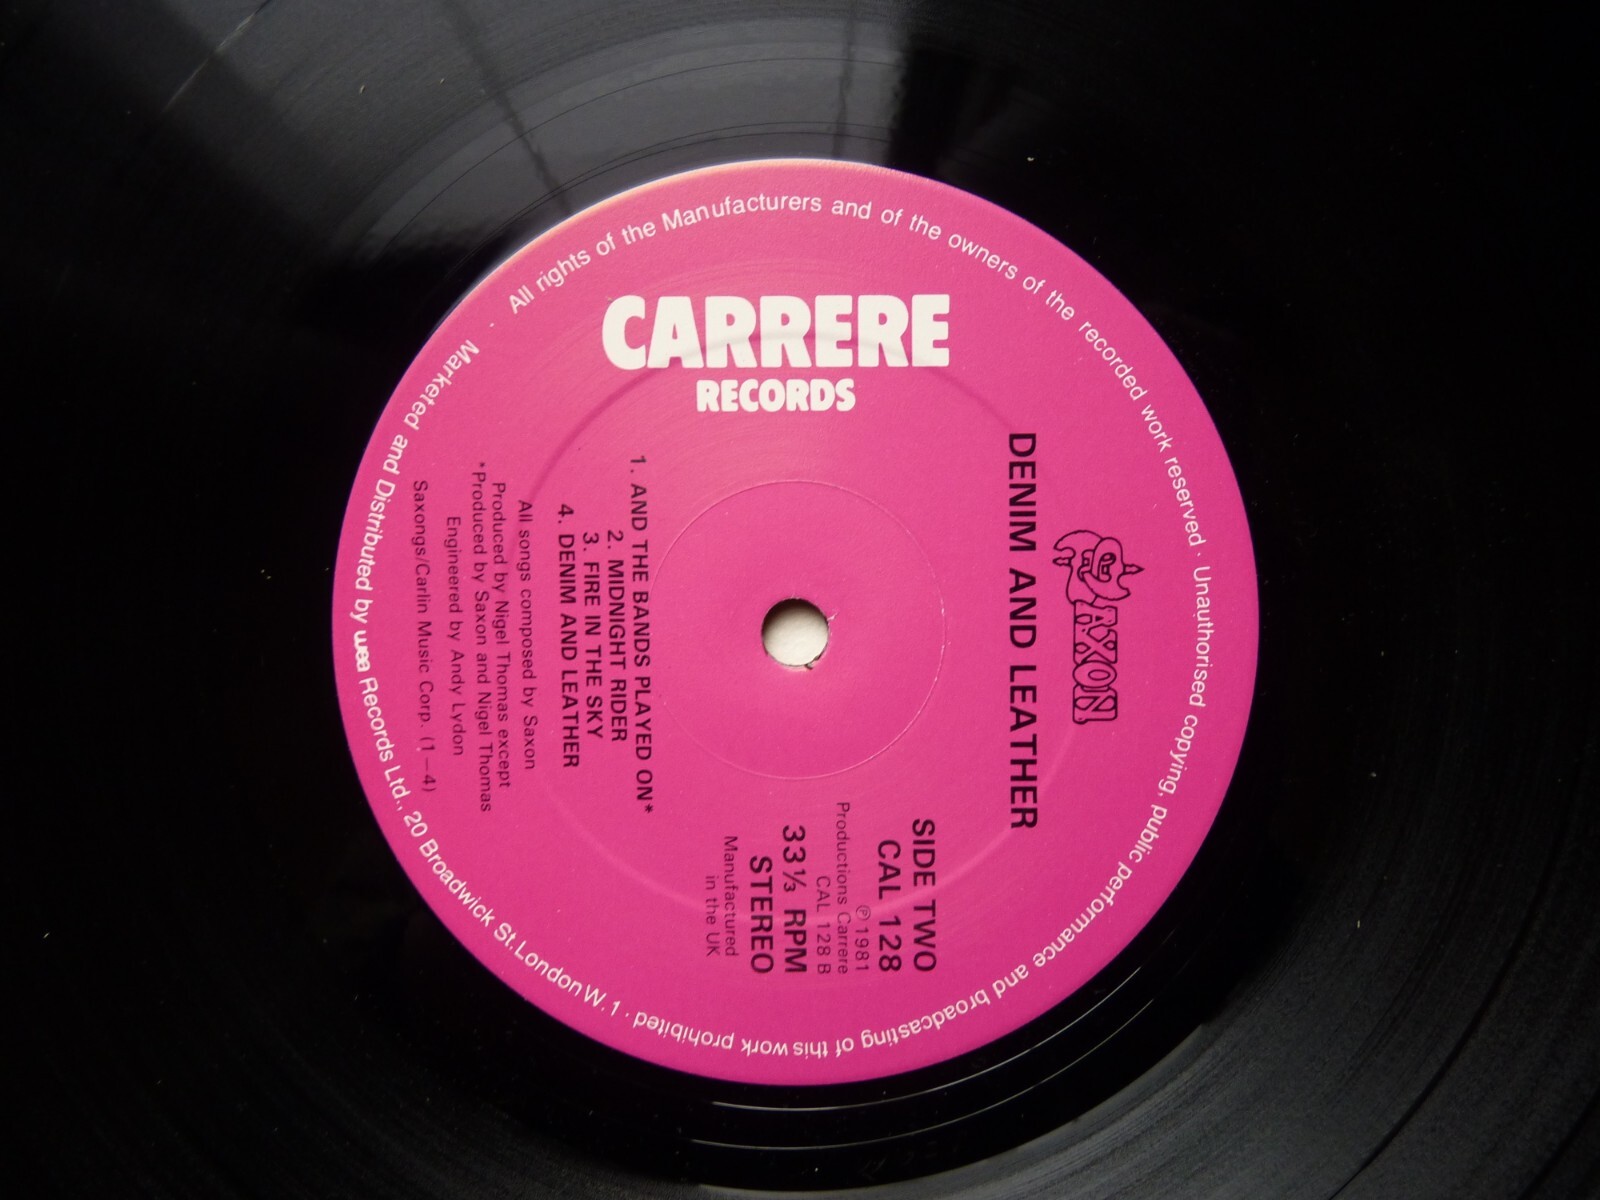 CARRERE
RECORDS
SAXON
DENIM AND LEATHER
SIDE TWO
CAL 128
℗ 1981
Productions Carrere
CAL 128 B
33⅓ RPM
STEREO
Manufactured
in the UK
1. AND THE BANDS PLAYED ON*
2. MIDNIGHT RIDER
3. FIRE IN THE SKY
4. DENIM AND LEATHER
All songs composed by Saxon
Produced by Nigel Thomas except
*Produced by Saxon and Nigel Thomas
Engineered by Andy Lydon
Saxongs/Carlin Music Corp. (1–4)
All rights of the Manufacturers and of the owners of the recorded work reserved · Unauthorised copying, public performance and broadcasting of this work prohibited ·
Marketed and Distributed by wea Records Ltd., 20 Broadwick St. London W.1 ·